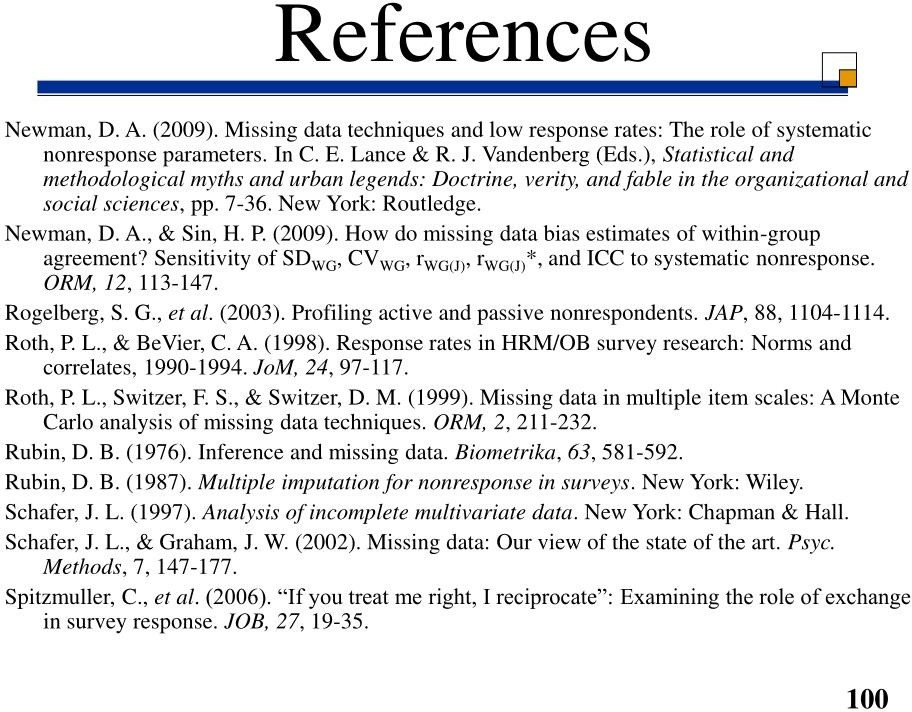 References
Newman, D. A. (2009). Missing data techniques and low response rates: The role of systematic
nonresponse parameters. In C. E. Lance & R. J. Vandenberg (Eds.), Statistical and
methodological myths and urban legends: Doctrine, verity, and fable in the organizational and
social sciences, pp. 7-36. New York: Routledge.
Newman, D. A., & Sin, H. P. (2009). How do missing data bias estimates of within-group
agreement? Sensitivity of SDWG, CVWG, rWG(J), rWG(J)*, and ICC to systematic nonresponse.
ORM, 12, 113-147.
Rogelberg, S. G., et al. (2003). Profiling active and passive nonrespondents. JAP, 88, 1104-1114.
Roth, P. L., & BeVier, C. A. (1998). Response rates in HRM/OB survey research: Norms and
correlates, 1990-1994. JoM, 24, 97-117.
Roth, P. L., Switzer, F. S., & Switzer, D. M. (1999). Missing data in multiple item scales: A Monte
Carlo analysis of missing data techniques. ORM, 2, 211-232.
Rubin, D. B. (1976). Inference and missing data. Biometrika, 63, 581-592.
Rubin, D. B. (1987). Multiple imputation for nonresponse in surveys. New York: Wiley.
Schafer, J. L. (1997). Analysis of incomplete multivariate data. New York: Chapman & Hall.
Schafer, J. L., & Graham, J. W. (2002). Missing data: Our view of the state of the art. Psyc.
Methods, 7, 147-177.
Spitzmuller, C., et al. (2006). “If you treat me right, I reciprocate”: Examining the role of exchange
in survey response. JOB, 27, 19-35.
100